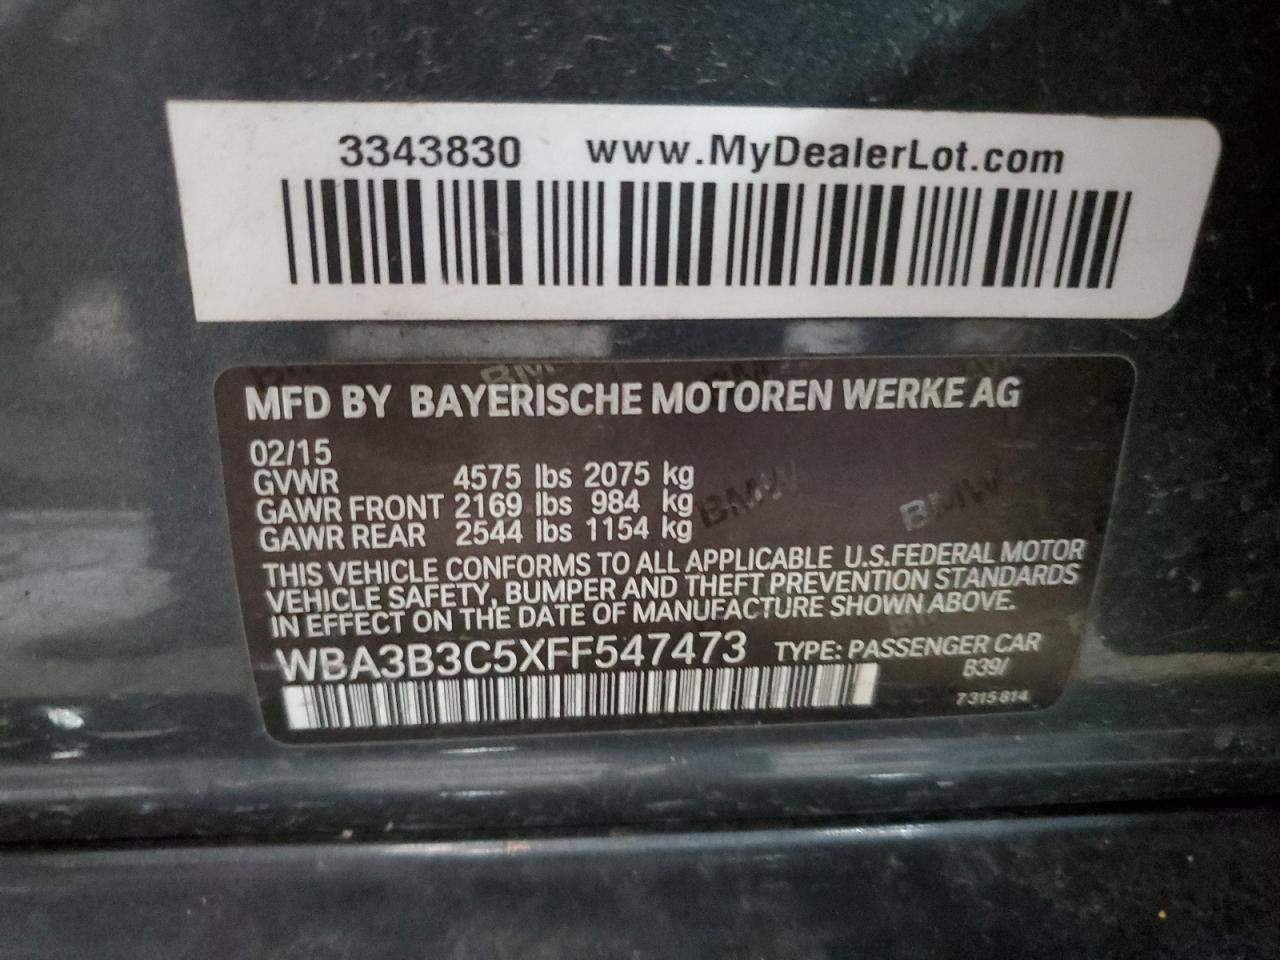 3343830 www.MyDealerLot.com
MFD BY BAYERISCHE MOTOREN WERKE AG
02/15
GVWR 4575 lbs 2075 kg
GAWR FRONT 2169 lbs 984 kg
GAWR REAR 2544 lbs 1154 kg
THIS VEHICLE CONFORMS TO ALL APPLICABLE U.S.FEDERAL MOTOR
VEHICLE SAFETY, BUMPER AND THEFT PREVENTION STANDARDS
IN EFFECT ON THE DATE OF MANUFACTURE SHOWN ABOVE.
WBA3B3C5XFF547473 TYPE: PASSENGER CAR
B39/
7 315 814
BMW
BMW
BMW